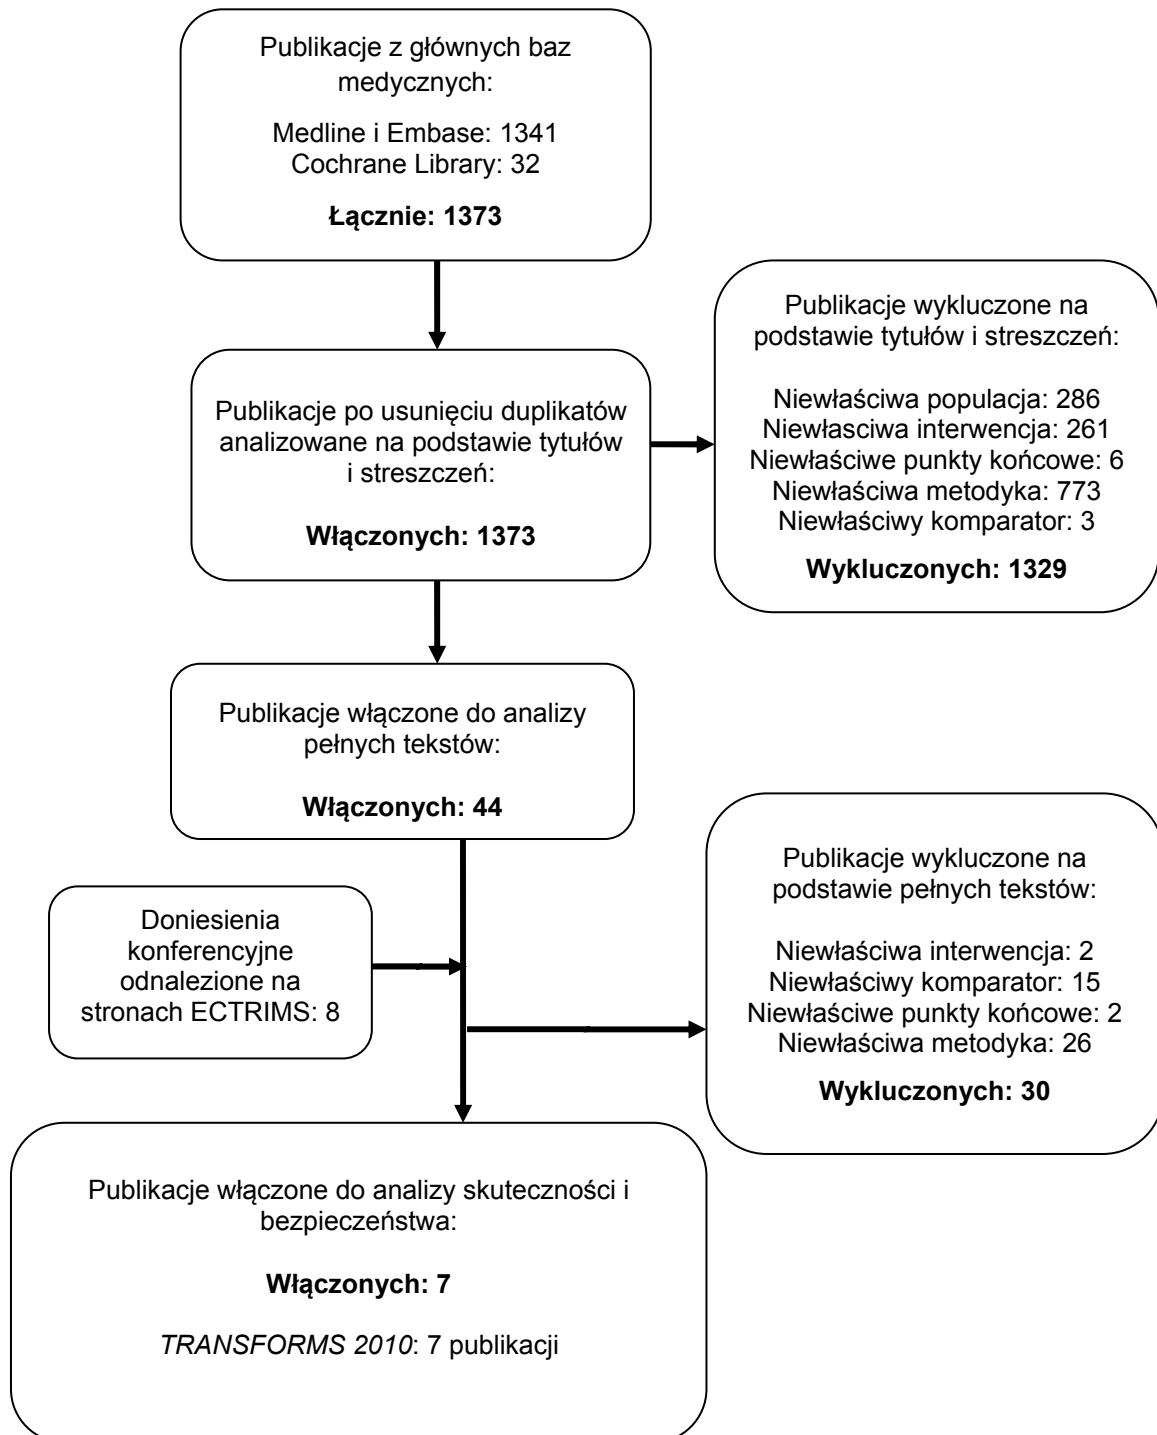 Publikacje z głównych baz
medycznych:
Medline i Embase: 1341
Cochrane Library: 32
Łącznie: 1373
Publikacje wykluczone na
podstawie tytułów i streszczeń:
Niewłaściwa populacja: 286
Niewłasciwa interwencja: 261
Niewłaściwe punkty końcowe: 6
Niewłaściwa metodyka: 773
Niewłaściwy komparator: 3
Wykluczonych: 1329
Publikacje po usunięciu duplikatów
analizowane na podstawie tytułów
i streszczeń:
Włączonych: 1373
Publikacje włączone do analizy
pełnych tekstów:
Włączonych: 44
Doniesienia
konferencyjne
odnalezione na
stronach ECTRIMS: 8
Publikacje wykluczone na
podstawie pełnych tekstów:
Niewłaściwa interwencja: 2
Niewłaściwy komparator: 15
Niewłaściwe punkty końcowe: 2
Niewłaściwa metodyka: 26
Wykluczonych: 30
Publikacje włączone do analizy skuteczności i
bezpieczeństwa:
Włączonych: 7
TRANSFORMS 2010: 7 publikacji